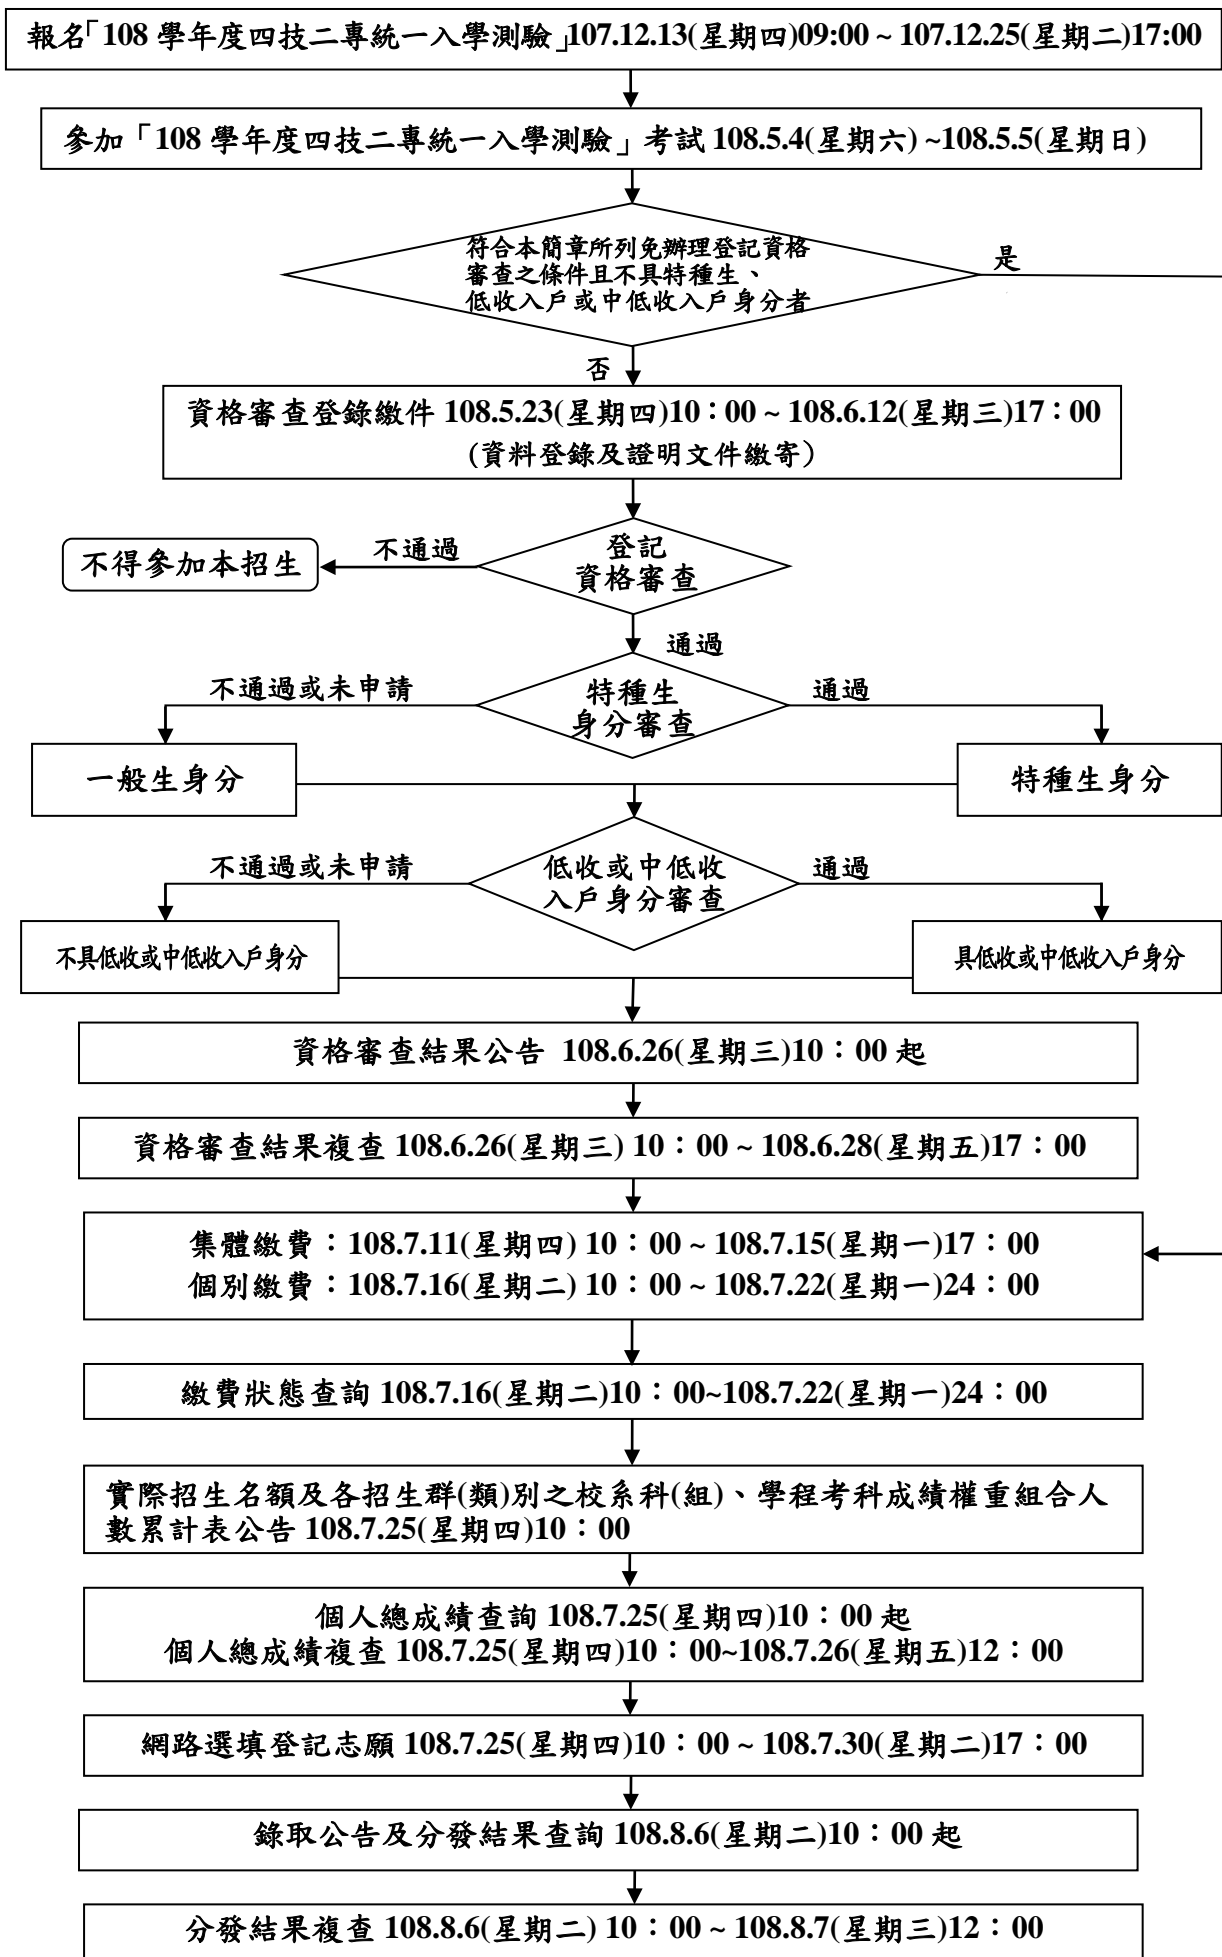 報名「108 學年度四技二專統一入學測驗」107.12.13(星期四)09:00 ~ 107.12.25(星期二)17:00
參加「108 學年度四技二專統一入學測驗」考試 108.5.4(星期六) ~108.5.5(星期日)
符合本簡章所列免辦理登記資格
審查之條件且不具特種生、
低收入戶或中低收入戶身分者
是
否
資格審查登錄繳件 108.5.23(星期四)10：00 ~ 108.6.12(星期三)17：00
(資料登錄及證明文件繳寄)
登記
資格審查
不通過
不得參加本招生
通過
特種生
身分審查
不通過或未申請
通過
一般生身分
特種生身分
低收或中低收
入戶身分審查
不通過或未申請
通過
不具低收或中低收入戶身分
具低收或中低收入戶身分
資格審查結果公告 108.6.26(星期三)10：00 起
資格審查結果複查 108.6.26(星期三) 10：00 ~ 108.6.28(星期五)17：00
集體繳費：108.7.11(星期四) 10：00 ~ 108.7.15(星期一)17：00
個別繳費：108.7.16(星期二) 10：00 ~ 108.7.22(星期一)24：00
繳費狀態查詢 108.7.16(星期二)10：00~108.7.22(星期一)24：00
實際招生名額及各招生群(類)別之校系科(組)、學程考科成績權重組合人
數累計表公告 108.7.25(星期四)10：00
個人總成績查詢 108.7.25(星期四)10：00 起
個人總成績複查 108.7.25(星期四)10：00~108.7.26(星期五)12：00
網路選填登記志願 108.7.25(星期四)10：00 ~ 108.7.30(星期二)17：00
錄取公告及分發結果查詢 108.8.6(星期二)10：00 起
分發結果複查 108.8.6(星期二) 10：00 ~ 108.8.7(星期三)12：00